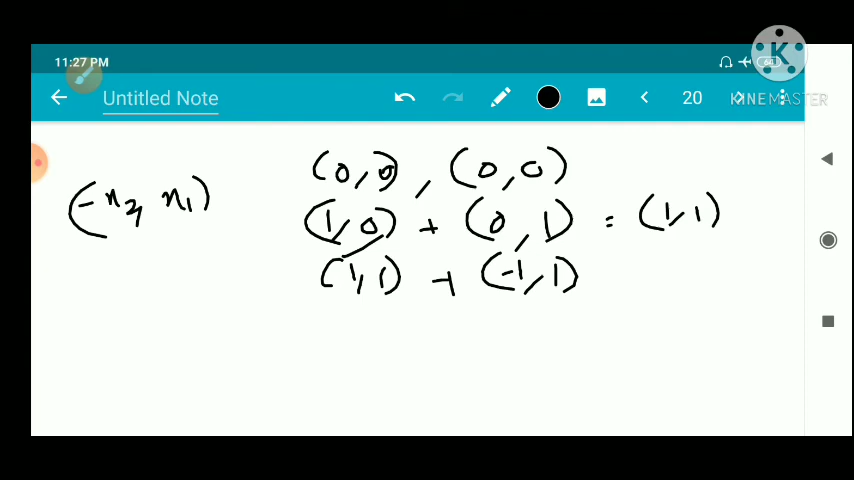 11:27 PM
64
K
KINEMASTER
Untitled Note
20
(-x2, x1)
(0,0), (0,0)
(1,0) + (0,1) = (1,1)
(1,1) + (-1,1)